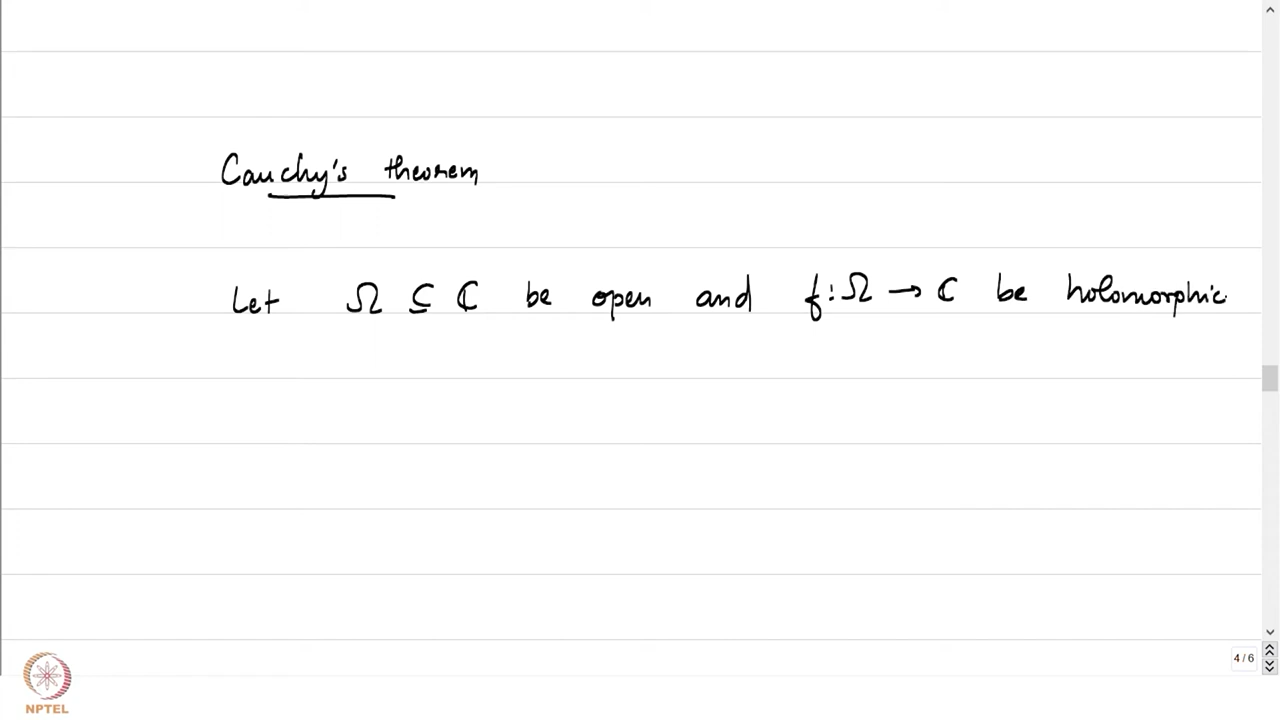 Cauchy's theorem
Let Ω ⊆ ℂ be open and f : Ω → ℂ be holomorphic
4 / 6
NPTEL